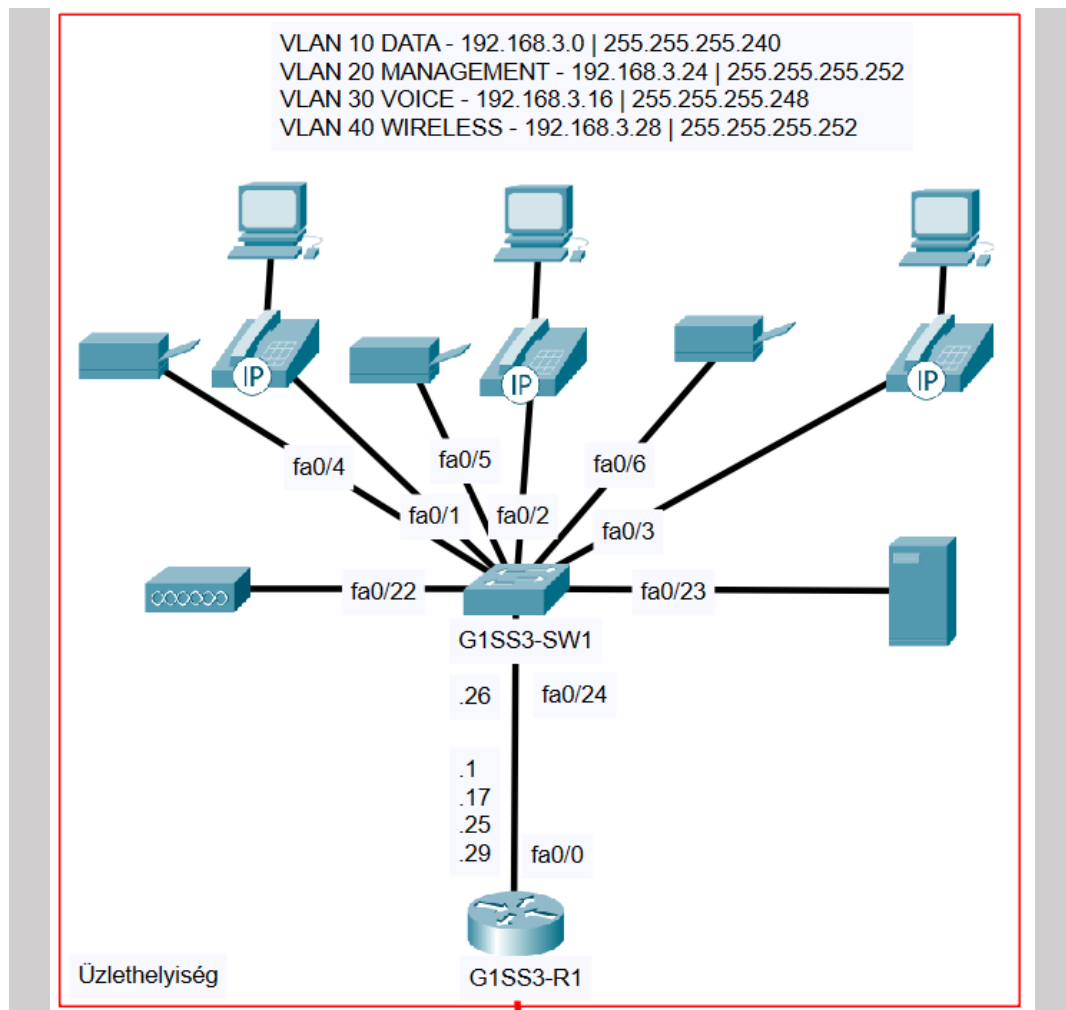 VLAN 10 DATA - 192.168.3.0 | 255.255.255.240
VLAN 20 MANAGEMENT - 192.168.3.24 | 255.255.255.252
VLAN 30 VOICE - 192.168.3.16 | 255.255.255.248
VLAN 40 WIRELESS - 192.168.3.28 | 255.255.255.252
IP
IP
IP
fa0/4
fa0/5
fa0/6
fa0/1
fa0/2
fa0/3
fa0/22
fa0/23
G1SS3-SW1
.26
fa0/24
.1
.17
.25
.29
fa0/0
Üzlethelyiség
G1SS3-R1